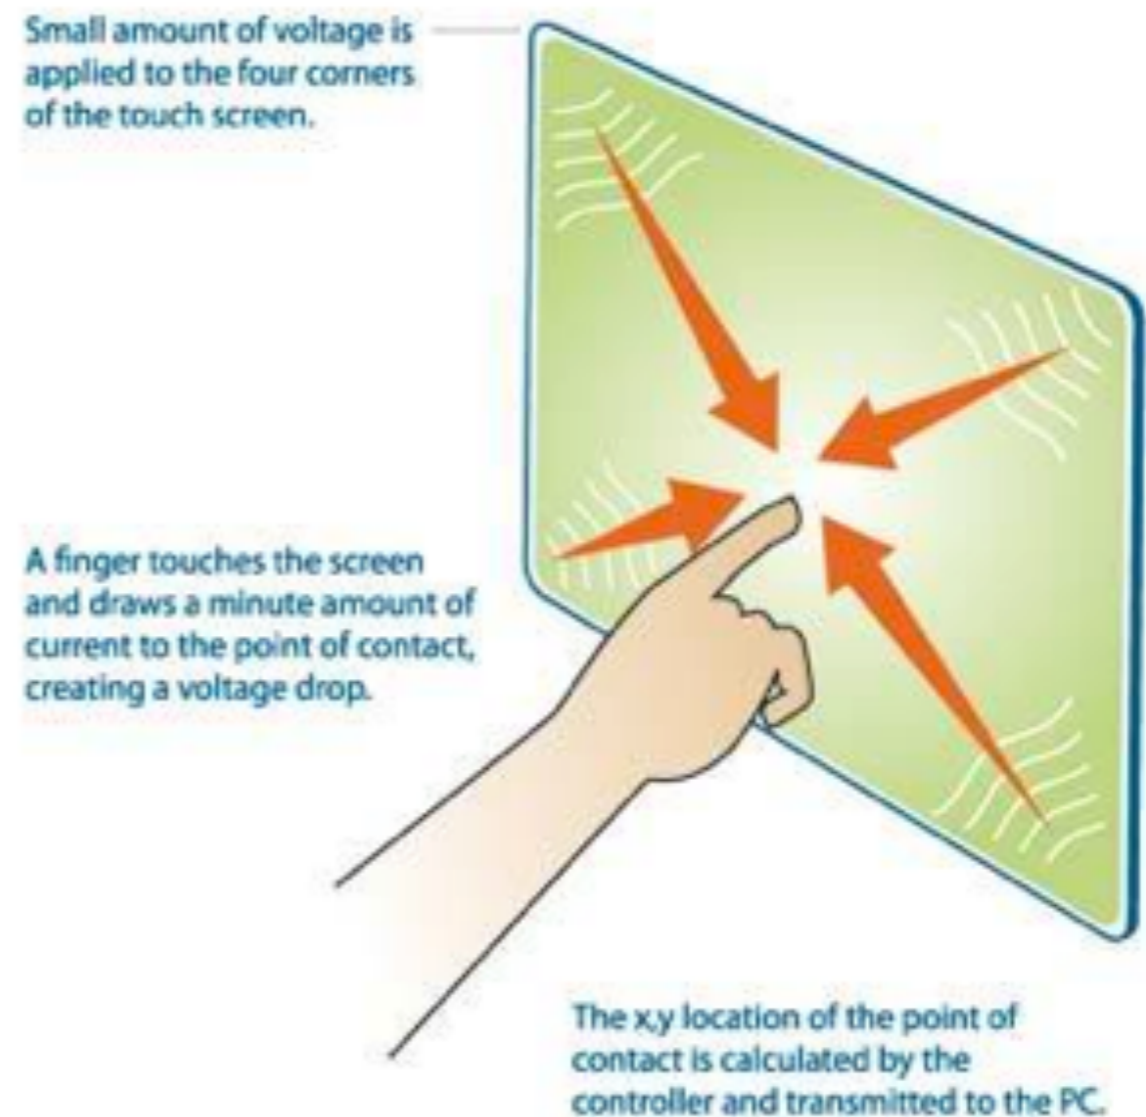 Small amount of voltage is
applied to the four corners
of the touch screen.
A finger touches the screen
and draws a minute amount of
current to the point of contact,
creating a voltage drop.
The x,y location of the point of
contact is calculated by the
controller and transmitted to the PC.